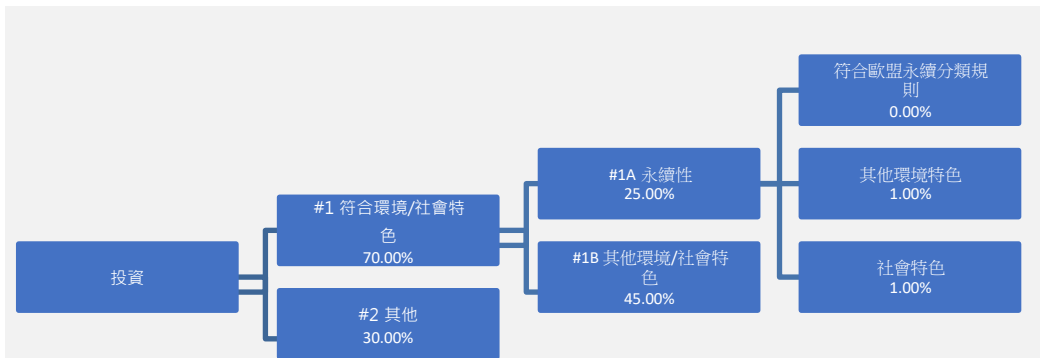 投資
#1 符合環境/社會特
色
70.00%
#2 其他
30.00%
#1A 永續性
25.00%
#1B 其他環境/社會特
色
45.00%
符合歐盟永續分類規
則
0.00%
其他環境特色
1.00%
社會特色
1.00%